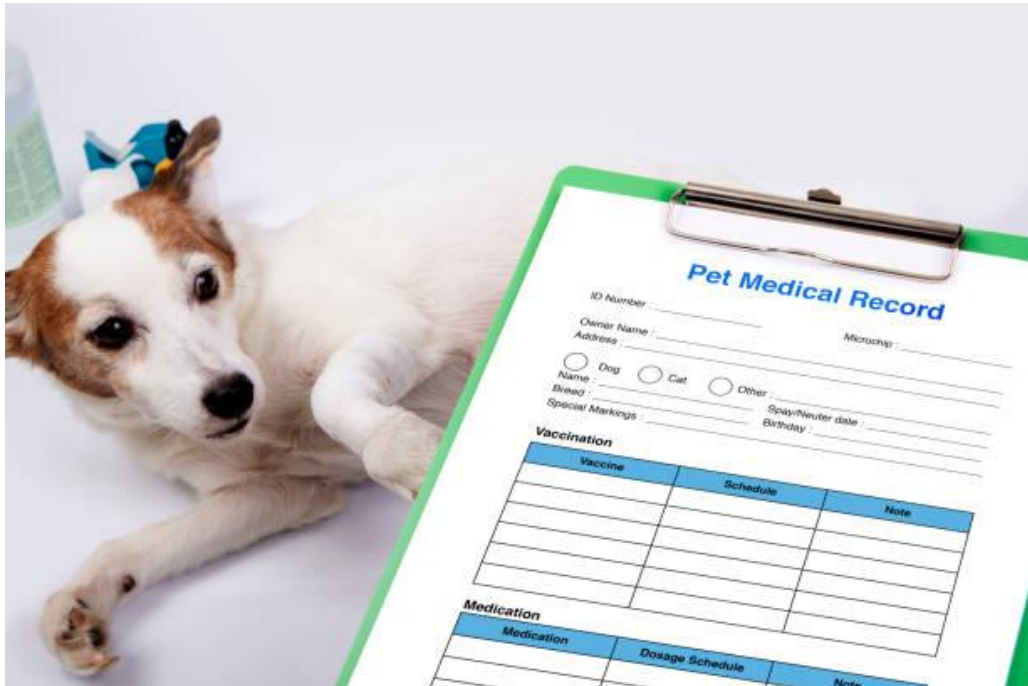 Pet Medical Record
ID Number : Microchip :
Owner Name :
Address :
Dog Cat Other :
Name : Spay/Neuter date :
Breed : Birthday :
Special Markings :
Vaccination
Vaccine Schedule Note
Medication
Medication Dosage Schedule Note